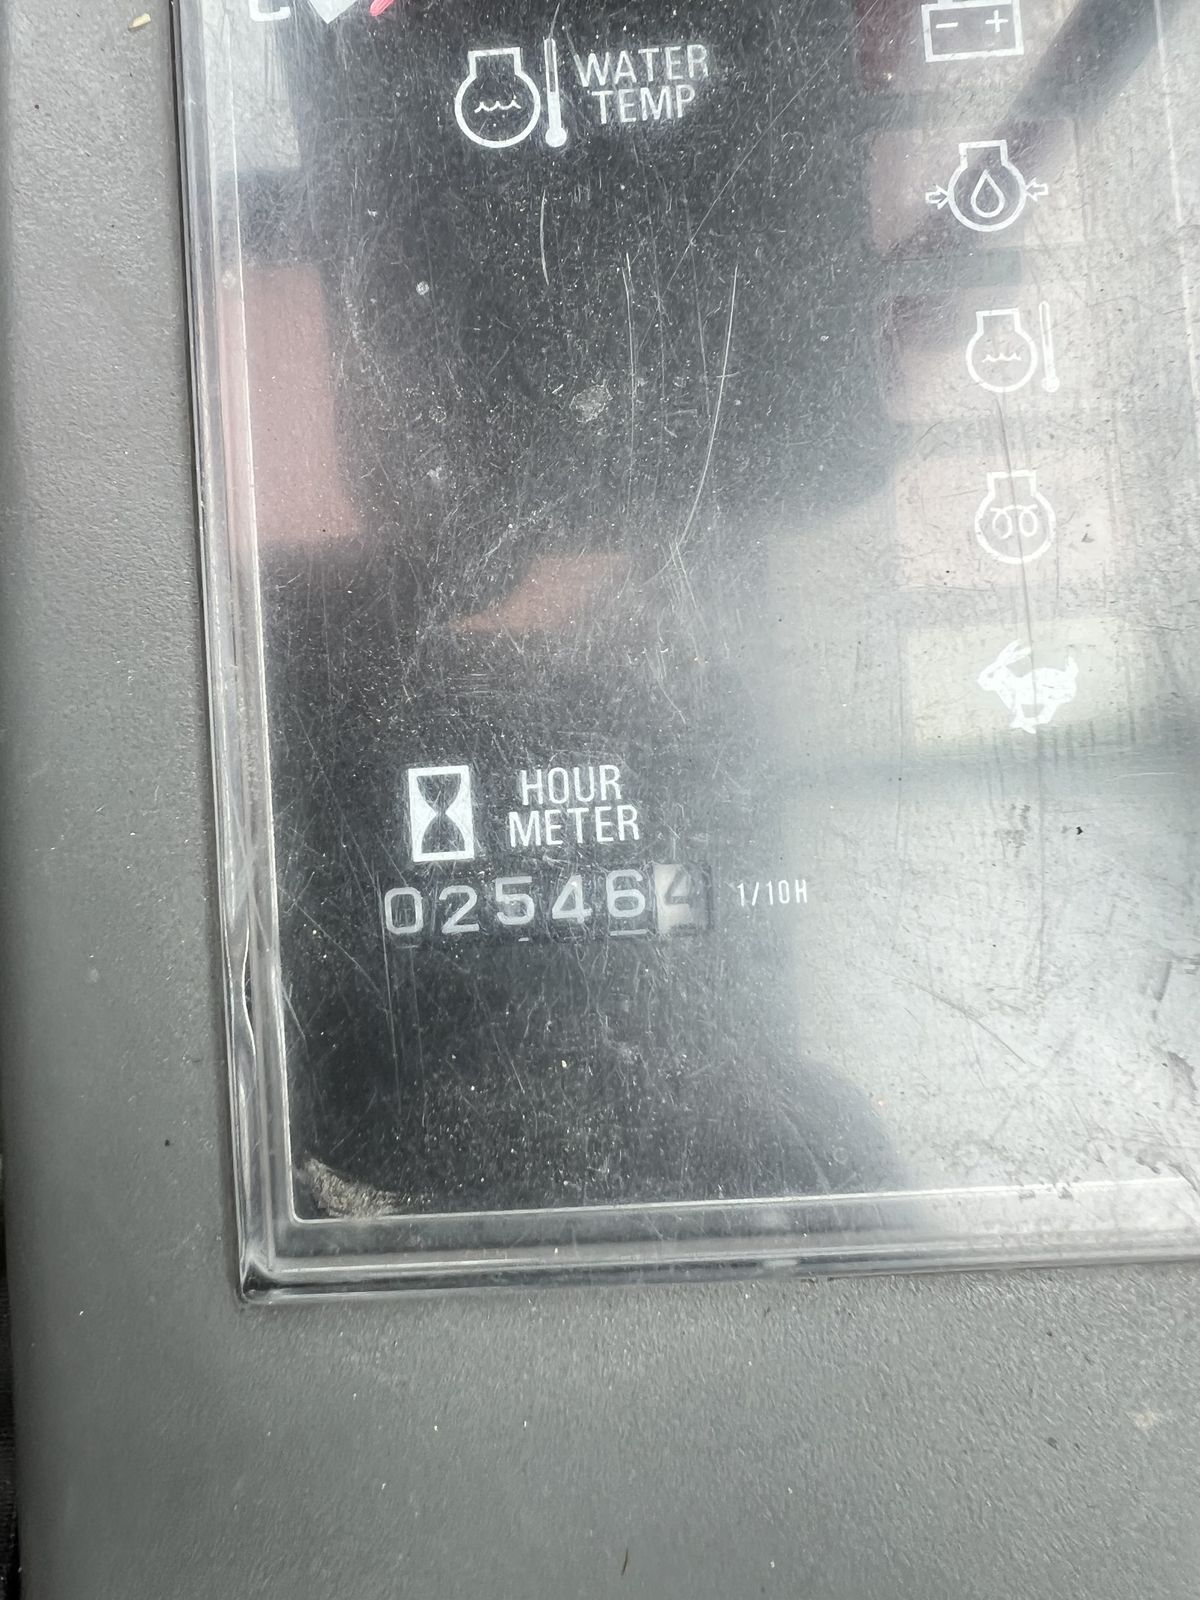 C
WATER
TEMP
- +
HOUR
METER
025464
1/10H